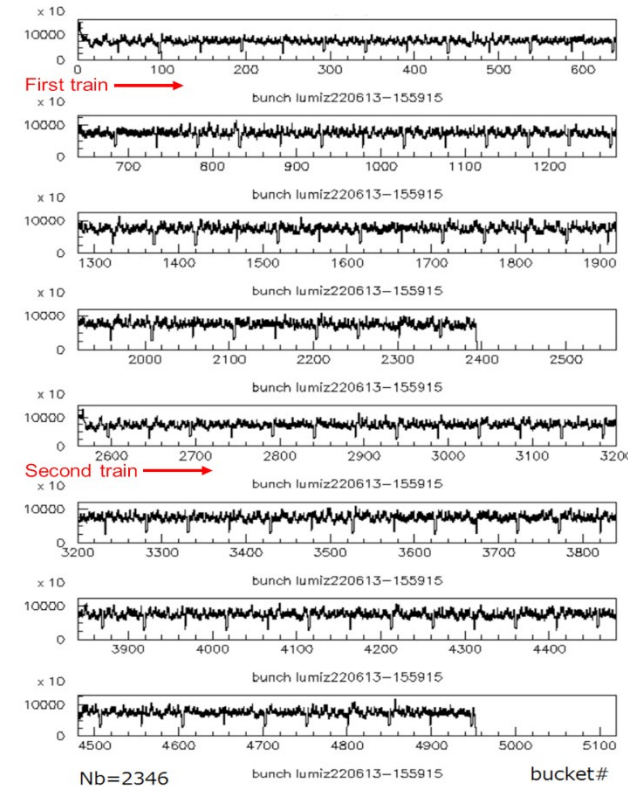 x 10
10000
0
0 100 200 300 400 500 600
First train
bunch lumiz220613-155915
x 10
10000
0
700 800 900 1000 1100 1200
bunch lumiz220613-155915
x 10
10000
0
1300 1400 1500 1600 1700 1800 1900
bunch lumiz220613-155915
x 10
10000
0
2000 2100 2200 2300 2400 2500
bunch lumiz220613-155915
x 10
10000
0
2600 2700 2800 2900 3000 3100 3200
Second train
bunch lumiz220613-155915
x 10
10000
0
3200 3300 3400 3500 3600 3700 3800
bunch lumiz220613-155915
x 10
10000
0
3900 4000 4100 4200 4300 4400
bunch lumiz220613-155915
x 10
10000
0
4500 4600 4700 4800 4900 5000 5100
Nb=2346 bunch lumiz220613-155915 bucket#